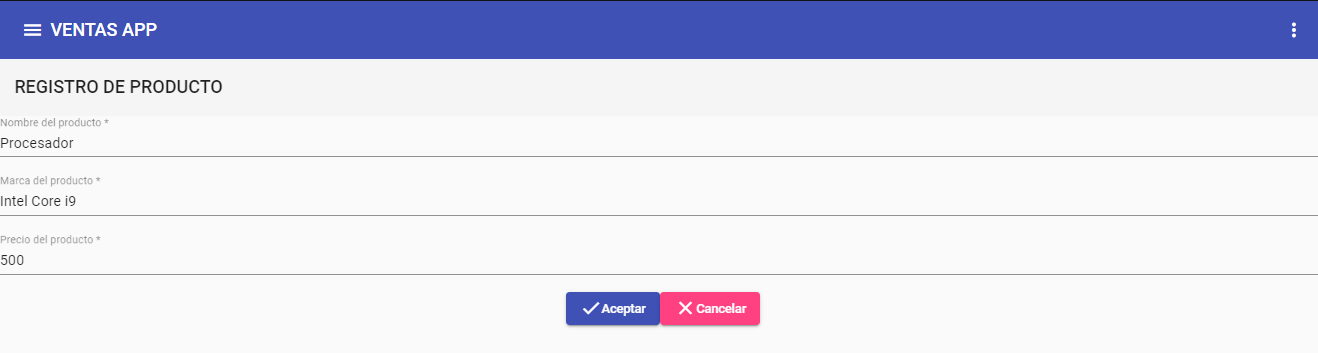 VENTAS APP
REGISTRO DE PRODUCTO
Nombre del producto *
Procesador
Marca del producto *
Intel Core i9
Precio del producto *
500
Aceptar Cancelar